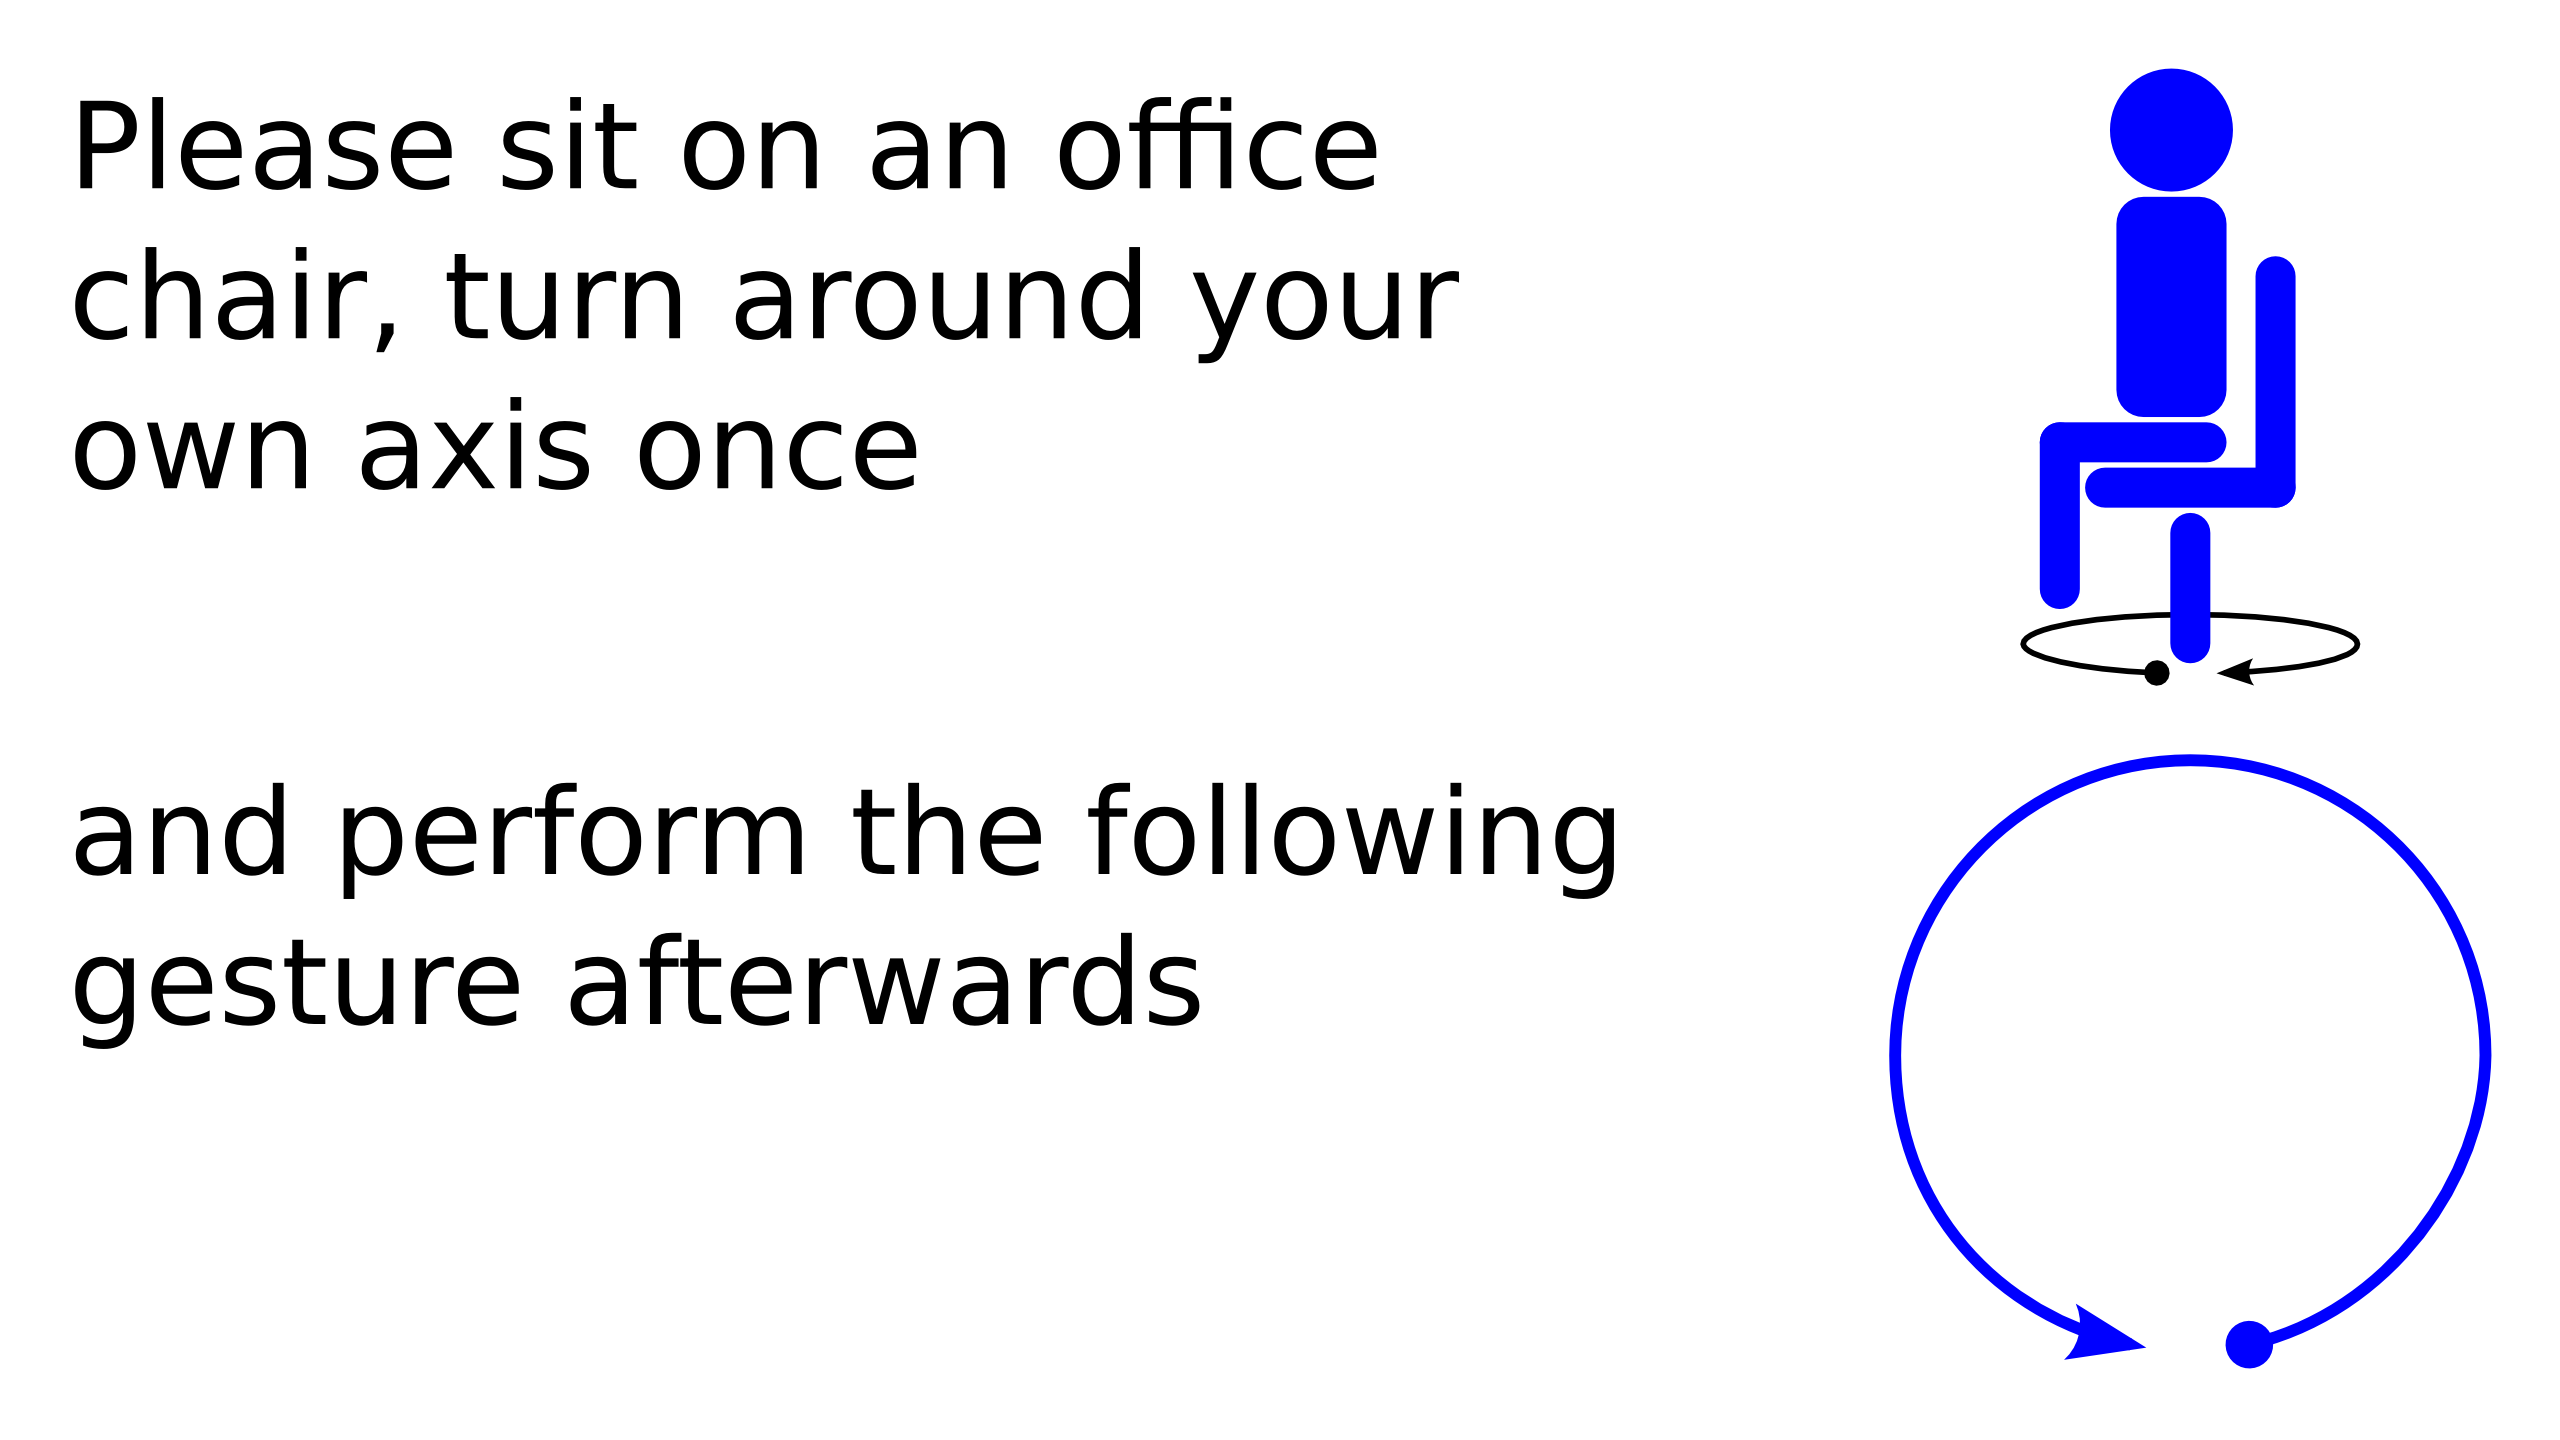 Please sit on an office
chair, turn around your
own axis once
and perform the following
gesture afterwards